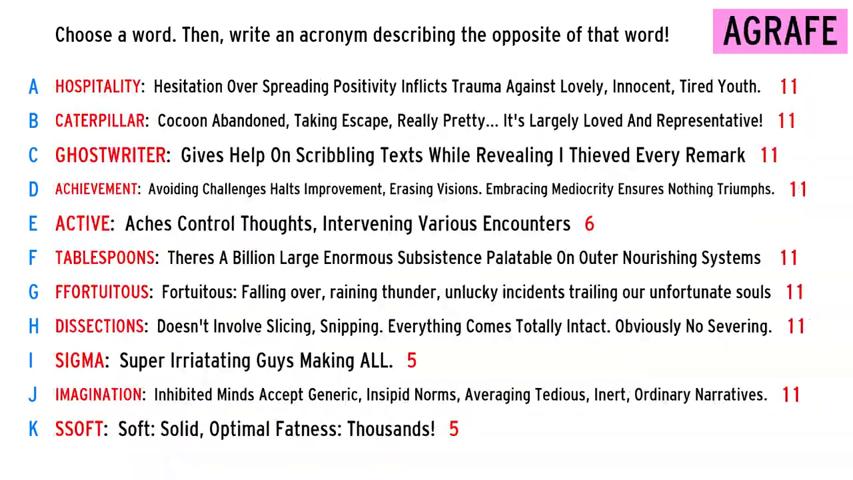 Choose a word. Then, write an acronym describing the opposite of that word! AGRAFE
A HOSPITALITY: Hesitation Over Spreading Positivity Inflicts Trauma Against Lovely, Innocent, Tired Youth. 11
B CATERPILLAR: Cocoon Abandoned, Taking Escape, Really Pretty... It's Largely Loved And Representative! 11
C GHOSTWRITER: Gives Help On Scribbling Texts While Revealing I Thieved Every Remark 11
D ACHIEVEMENT: Avoiding Challenges Halts Improvement, Erasing Visions. Embracing Mediocrity Ensures Nothing Triumphs. 11
E ACTIVE: Aches Control Thoughts, Intervening Various Encounters 6
F TABLESPOONS: Theres A Billion Large Enormous Subsistence Palatable On Outer Nourishing Systems 11
G FFORTUITOUS: Fortuitous: Falling over, raining thunder, unlucky incidents trailing our unfortunate souls 11
H DISSECTIONS: Doesn't Involve Slicing, Snipping. Everything Comes Totally Intact. Obviously No Severing. 11
I SIGMA: Super Irriatating Guys Making ALL. 5
J IMAGINATION: Inhibited Minds Accept Generic, Insipid Norms, Averaging Tedious, Inert, Ordinary Narratives. 11
K SSOFT: Soft: Solid, Optimal Fatness: Thousands! 5